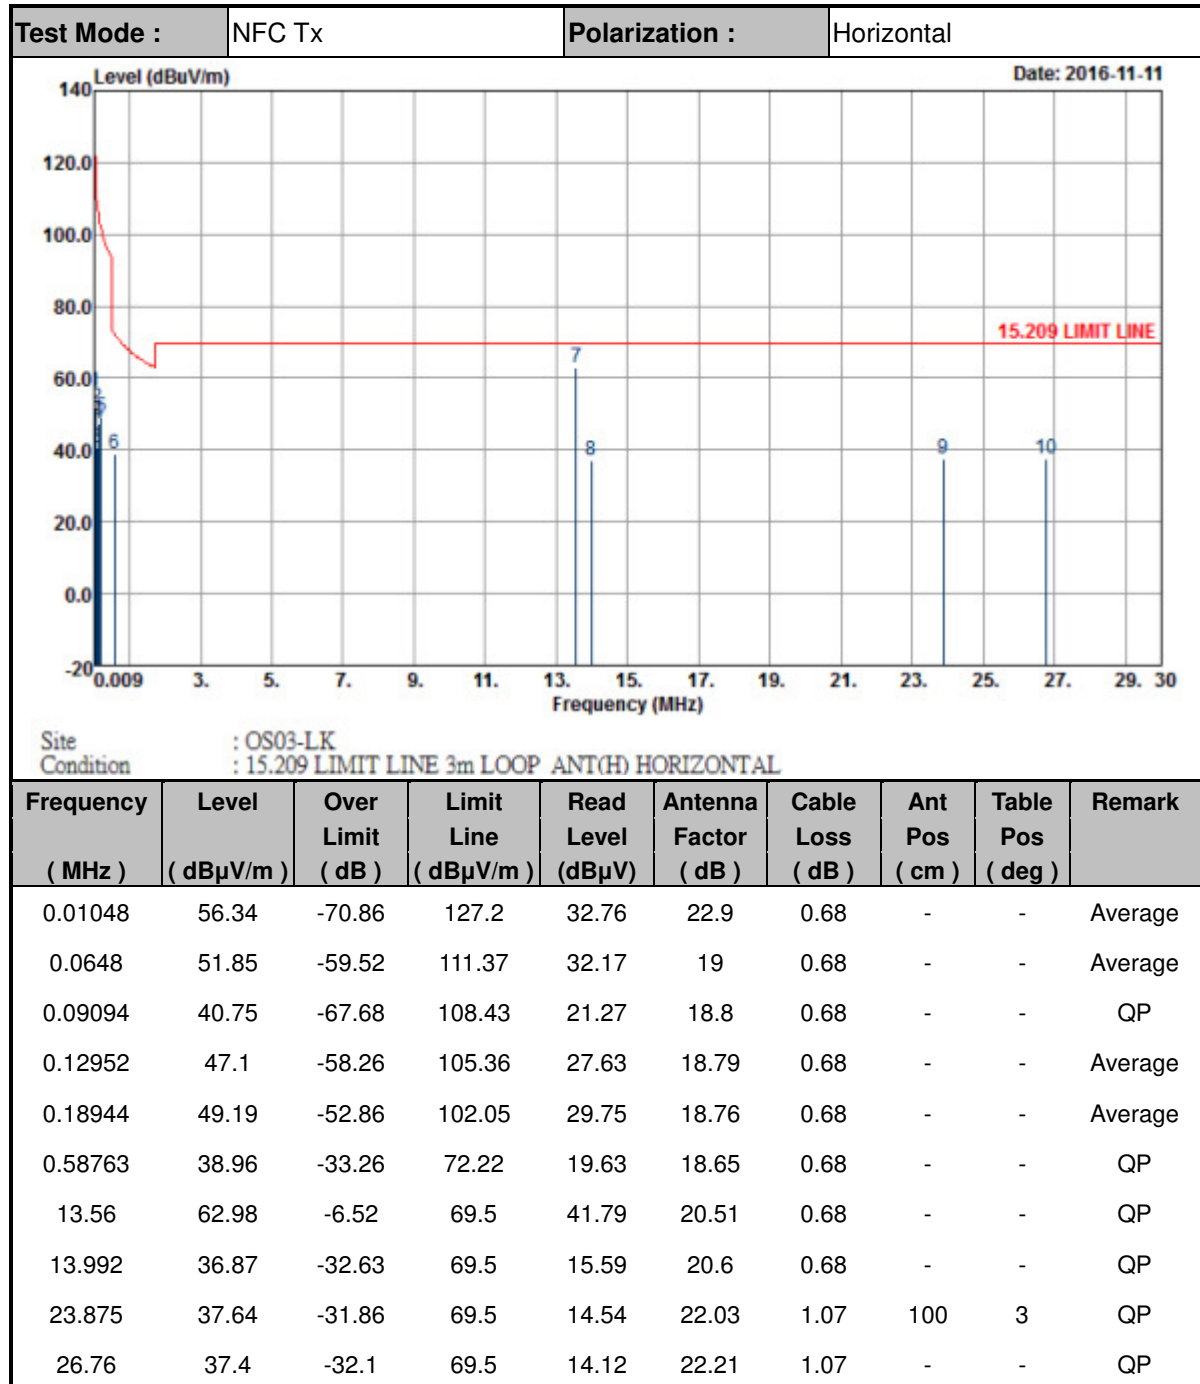 Test Mode : NFC Tx Polarization : Horizontal
Level (dBuV/m) Date: 2016-11-11
140
120.0
100.0
80.0
15.209 LIMIT LINE
7
60.0
5
6
40.0
8 9 10
20.0
0.0
-20
0.009 3. 5. 7. 9. 11. 13. 15. 17. 19. 21. 23. 25. 27. 29. 30
Frequency (MHz)
Site : OS03-LK
Condition : 15.209 LIMIT LINE 3m LOOP ANT(H) HORIZONTAL
Frequency Level Over Limit Read Antenna Cable Ant Table Remark
Limit Line Level Factor Loss Pos Pos
( MHz ) ( dBµV/m ) ( dB ) ( dBµV/m ) (dBµV) ( dB ) ( dB ) ( cm ) ( deg )
0.01048 56.34 -70.86 127.2 32.76 22.9 0.68 - - Average
0.0648 51.85 -59.52 111.37 32.17 19 0.68 - - Average
0.09094 40.75 -67.68 108.43 21.27 18.8 0.68 - - QP
0.12952 47.1 -58.26 105.36 27.63 18.79 0.68 - - Average
0.18944 49.19 -52.86 102.05 29.75 18.76 0.68 - - Average
0.58763 38.96 -33.26 72.22 19.63 18.65 0.68 - - QP
13.56 62.98 -6.52 69.5 41.79 20.51 0.68 - - QP
13.992 36.87 -32.63 69.5 15.59 20.6 0.68 - - QP
23.875 37.64 -31.86 69.5 14.54 22.03 1.07 100 3 QP
26.76 37.4 -32.1 69.5 14.12 22.21 1.07 - - QP